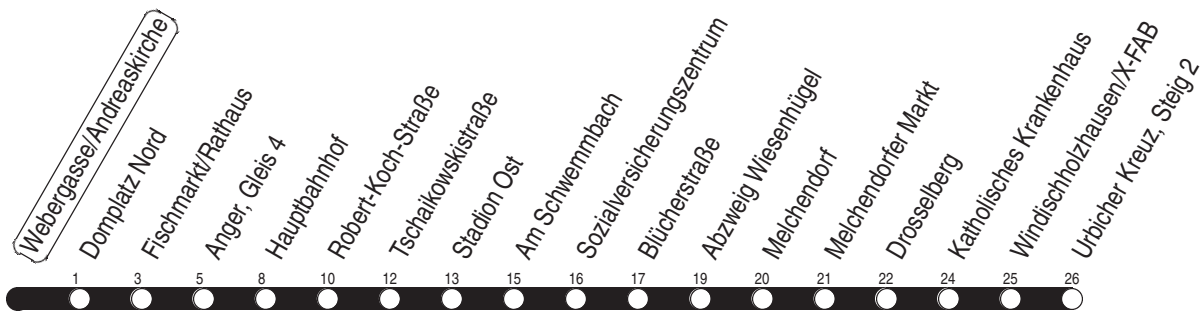 Webergasse/Andreaskirche
Domplatz Nord
Fischmarkt/Rathaus
Anger, Gleis 4
Hauptbahnhof
Robert-Koch-Straße
Tschaikowskistraße
Stadion Ost
Am Schwemmbach
Sozialversicherungszentrum
Blücherstraße
Abzweig Wiesenhügel
Melchendorf
Melchendorfer Markt
Drosselberg
Katholisches Krankenhaus
Windischholzhausen/X-FAB
Urbicher Kreuz, Steig 2
1 3 5 8 10 12 13 15 16 17 19 20 21 22 24 25 26